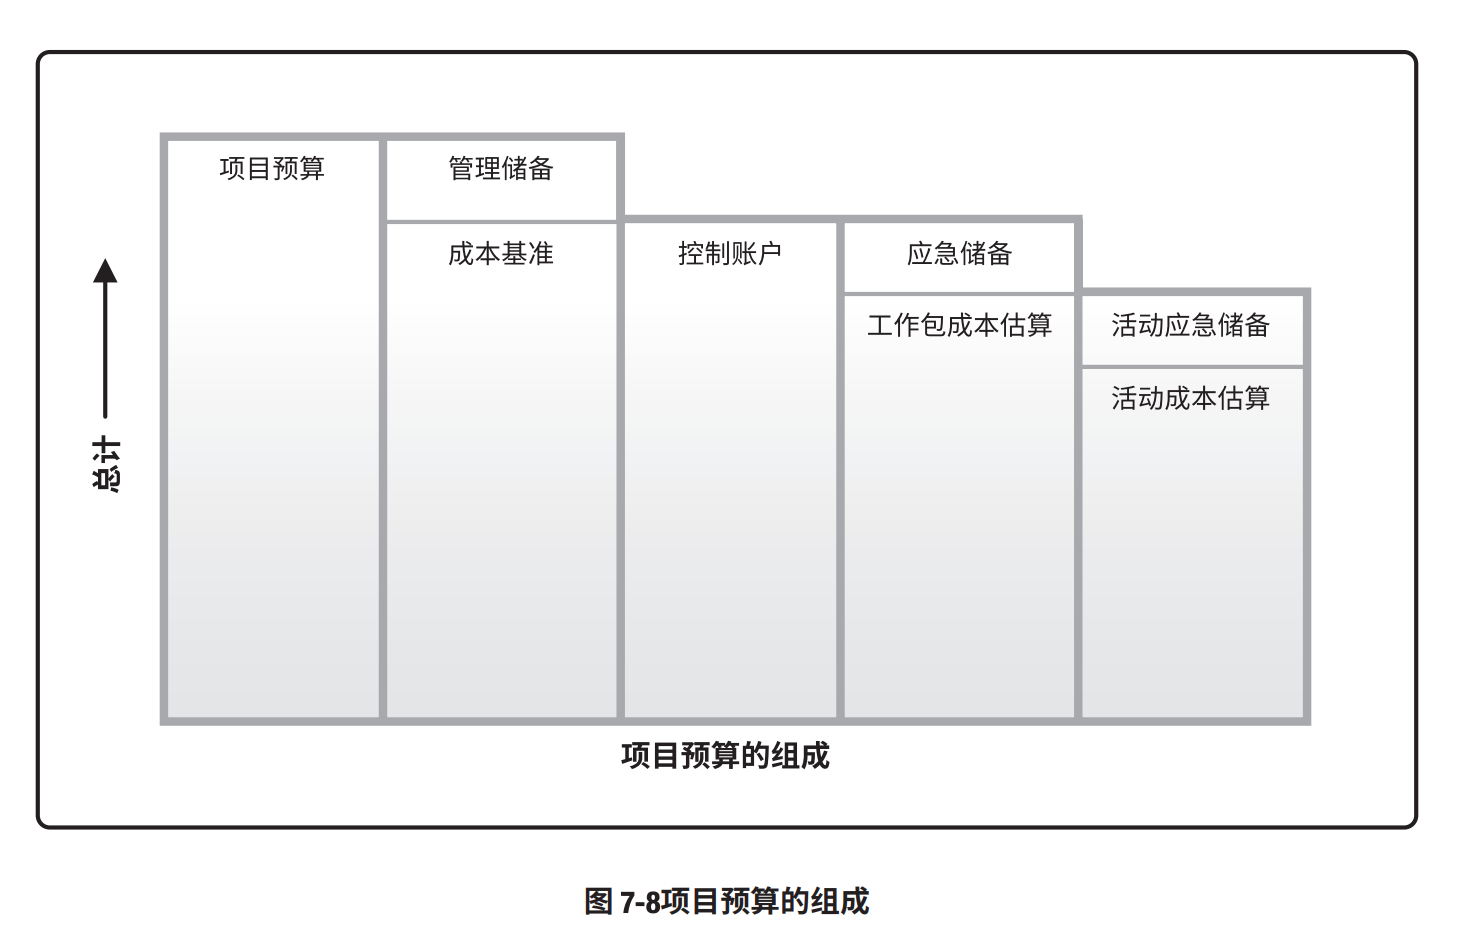 项目预算
管理储备
成本基准
控制账户
应急储备
工作包成本估算
活动应急储备
活动成本估算
总计
项目预算的组成
图 7-8项目预算的组成